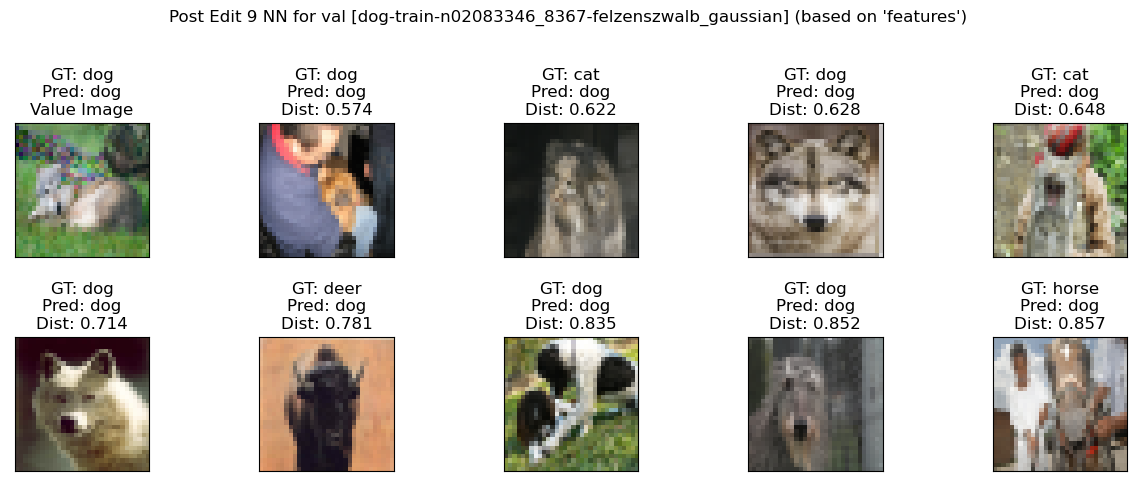 Post Edit 9 NN for val [dog-train-n02083346_8367-felzenszwalb_gaussian] (based on 'features')
GT: dog
Pred: dog
Value Image
GT: dog
Pred: dog
Dist: 0.574
GT: cat
Pred: dog
Dist: 0.622
GT: dog
Pred: dog
Dist: 0.628
GT: cat
Pred: dog
Dist: 0.648
GT: dog
Pred: dog
Dist: 0.714
GT: deer
Pred: dog
Dist: 0.781
GT: dog
Pred: dog
Dist: 0.835
GT: dog
Pred: dog
Dist: 0.852
GT: horse
Pred: dog
Dist: 0.857